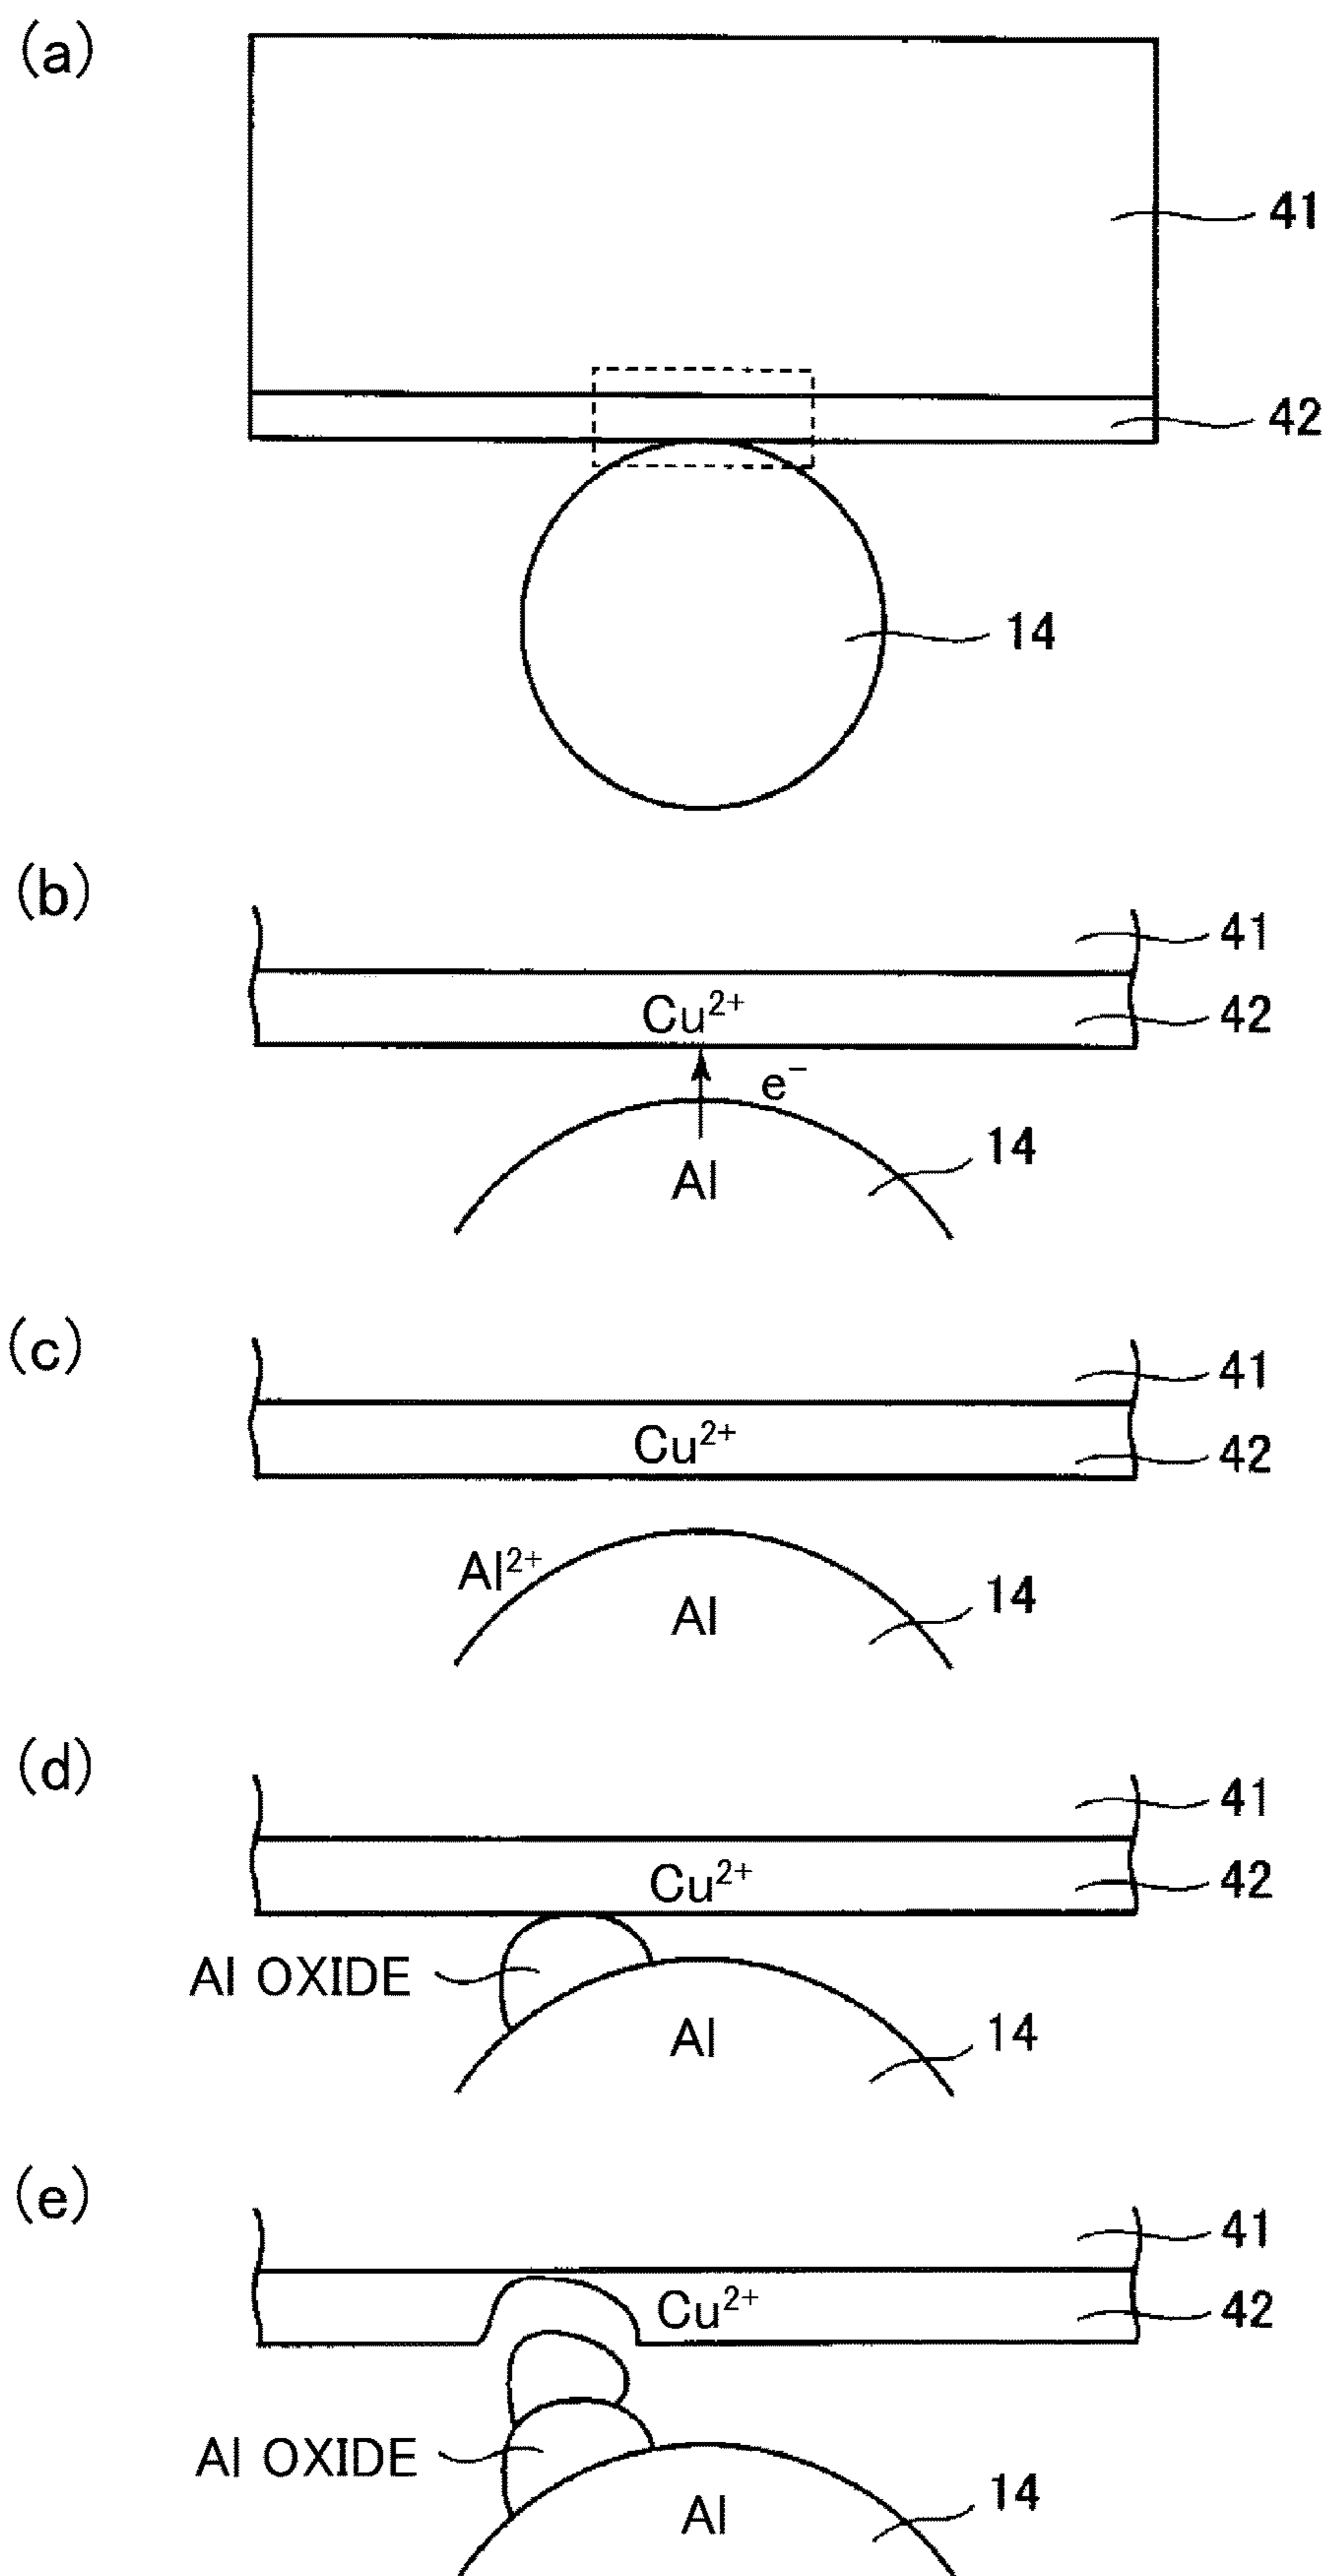 (a)
41
42
14
(b)
41
Cu²⁺ 42
e⁻
Al 14
(c)
41
Cu²⁺ 42
Al²⁺
Al 14
(d)
41
Cu²⁺ 42
Al OXIDE
Al 14
(e)
41
Cu²⁺ 42
Al OXIDE
Al 14